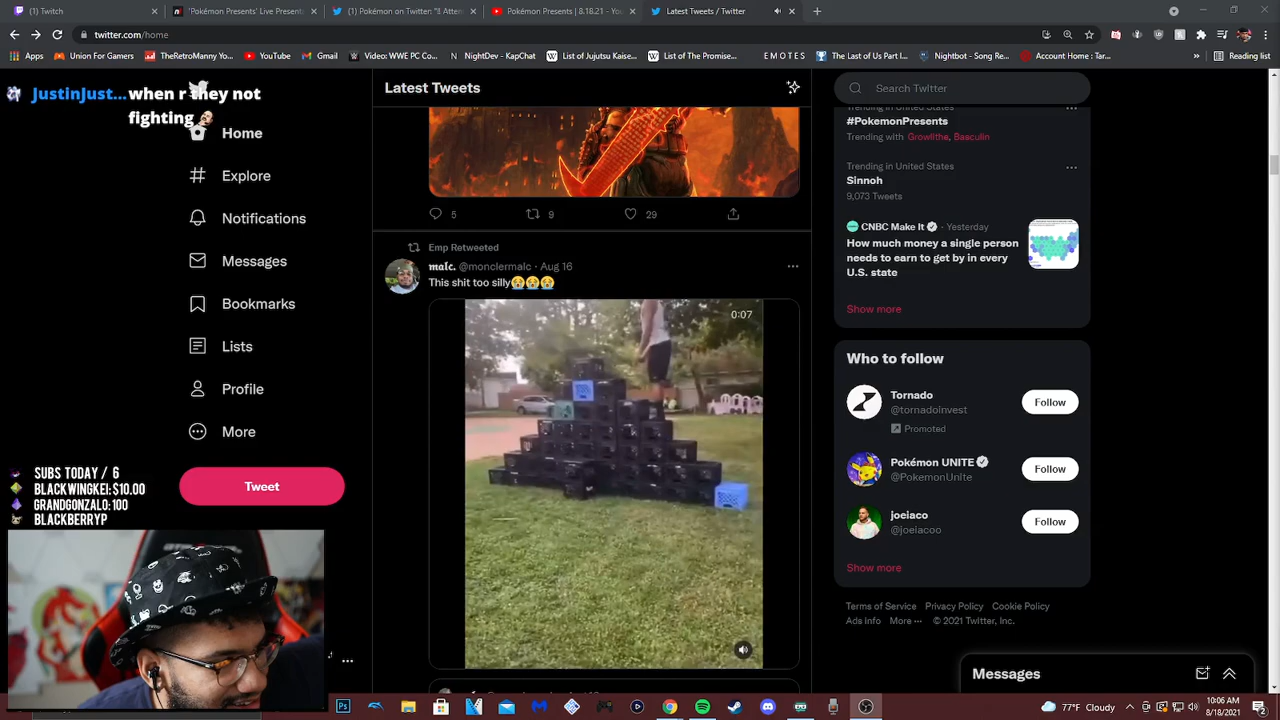 (1) Twitch
'Pokémon Presents' Live Present
(1) Pokémon on Twitter: "‼ Atten
Pokémon Presents | 8.18.21 - You
Latest Tweets / Twitter
twitter.com/home
Apps
Union For Gamers
TheRetroManny Yo...
YouTube
Gmail
Video: WWE PC Co...
NightDev - KapChat
List of Jujutsu Kaise...
List of The Promise...
E M O T E S
The Last of Us Part I...
Nightbot - Song Re...
Account Home : Tar...
Other bookmarks
JustinJust... when r they not
fighting
Home
Explore
Notifications
Messages
Bookmarks
Lists
Profile
More
Tweet
SUBS TODAY / 6
BLACKWINGKEI: $10.00
GRANDGONZALO: 100
BLACKBERRYP
Latest Tweets
5
9
29
Emp Retweeted
malc. @monclermalc · Aug 16
This shit too silly😭😭😭
0:07
Search Twitter
Trending in United States
#PokemonPresents
Trending with Growlithe, Basculin
Trending in United States
Sinnoh
9,073 Tweets
CNBC Make It · Yesterday
How much money a single person
needs to earn to get by in every
U.S. state
Show more
Who to follow
Tornado
@tornadoinvest
Promoted
Follow
Pokémon UNITE
@PokemonUnite
Follow
joeiaco
@joeiacoo
Follow
Show more
Terms of Service Privacy Policy Cookie Policy
Ads Info More ··· © 2021 Twitter, Inc.
Messages
77°F Cloudy
10:06 AM
8/18/2021